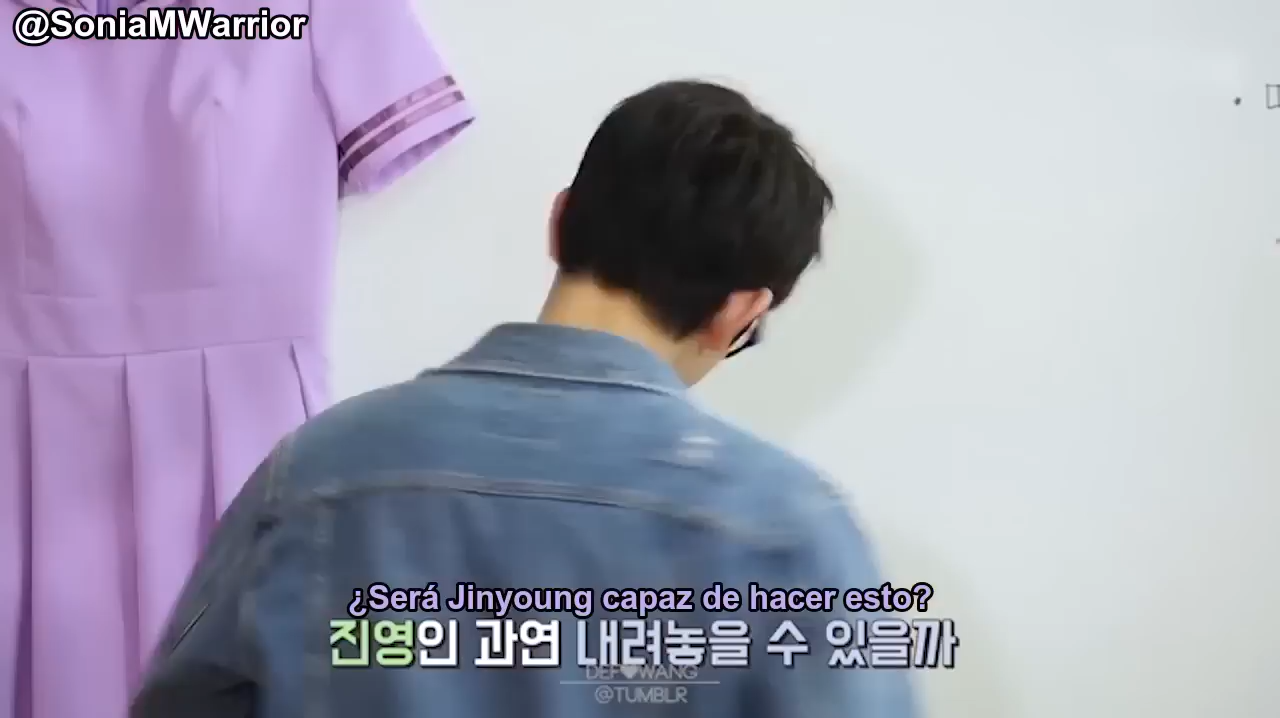 @SoniaMWarrior
¿Será Jinyoung capaz de hacer esto?
진영인 과연 내려놓을 수 있을까
DEF♥WANG
@TUMBLR